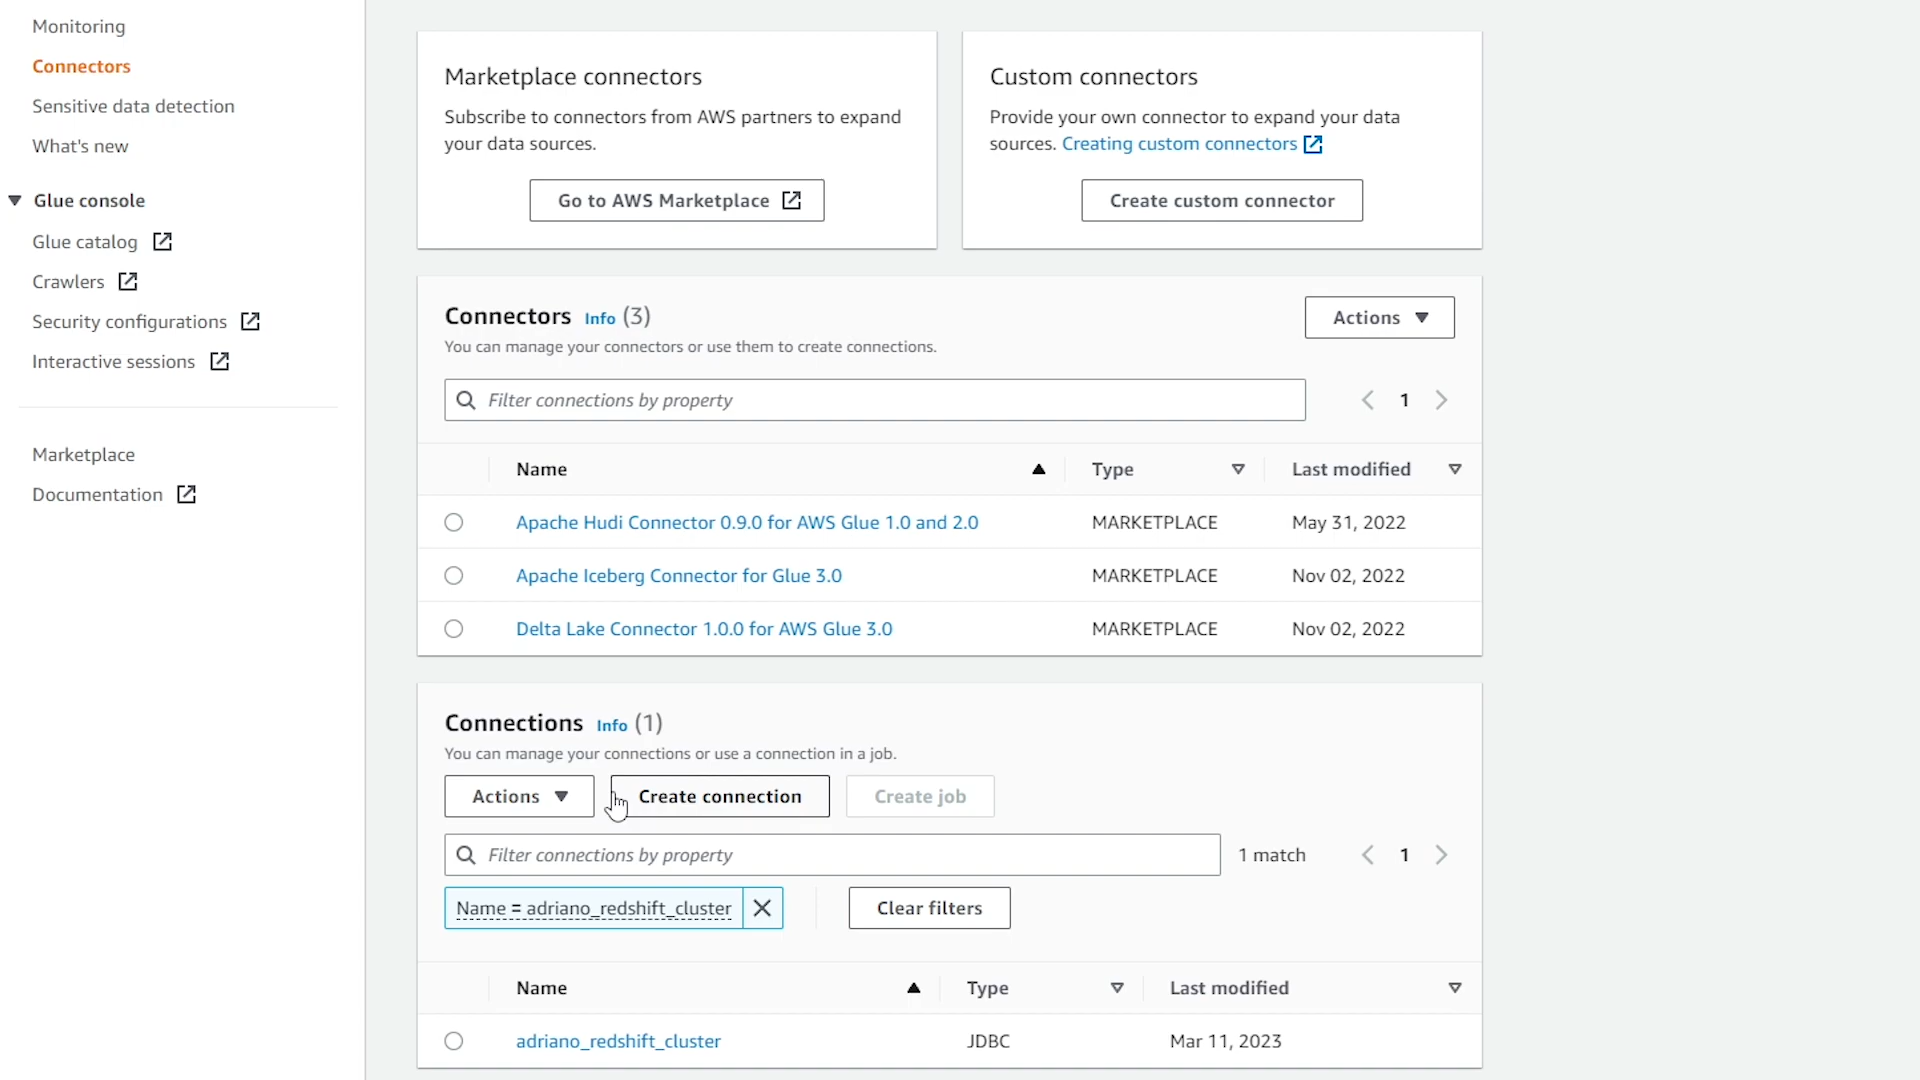 Monitoring
Connectors
Sensitive data detection
What's new
Glue console
Glue catalog
Crawlers
Security configurations
Interactive sessions
Marketplace
Documentation
Marketplace connectors
Subscribe to connectors from AWS partners to expand
your data sources.
Go to AWS Marketplace
Custom connectors
Provide your own connector to expand your data
sources. Creating custom connectors
Create custom connector
Connectors Info (3)
You can manage your connectors or use them to create connections.
Actions
Filter connections by property
1
Name Type Last modified
Apache Hudi Connector 0.9.0 for AWS Glue 1.0 and 2.0 MARKETPLACE May 31, 2022
Apache Iceberg Connector for Glue 3.0 MARKETPLACE Nov 02, 2022
Delta Lake Connector 1.0.0 for AWS Glue 3.0 MARKETPLACE Nov 02, 2022
Connections Info (1)
You can manage your connections or use a connection in a job.
Actions Create connection Create job
Filter connections by property 1 match 1
Name = adriano_redshift_cluster Clear filters
Name Type Last modified
adriano_redshift_cluster JDBC Mar 11, 2023